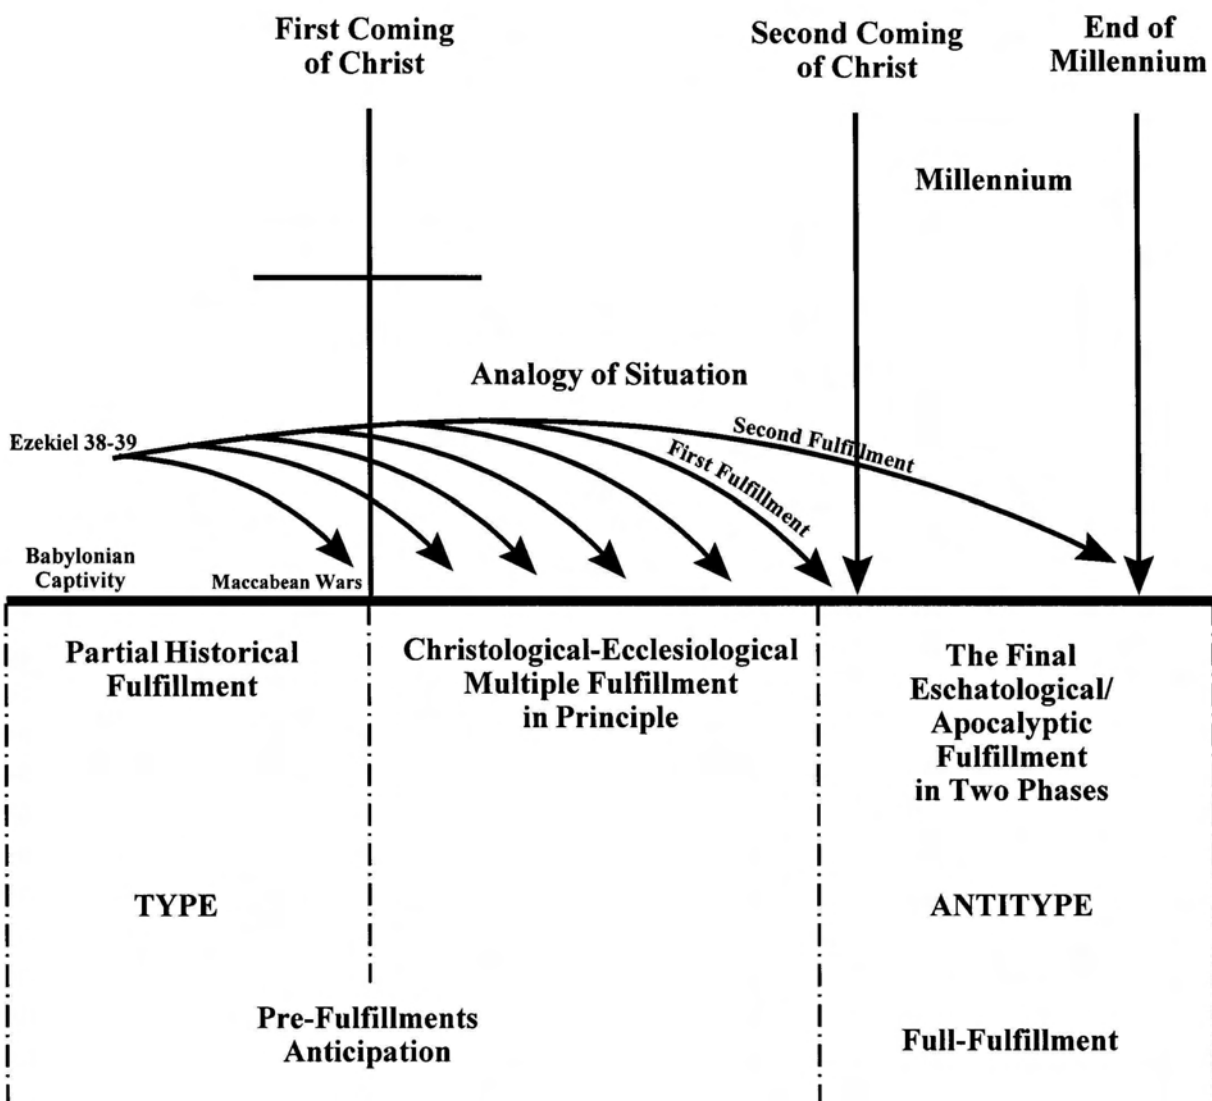 First Coming
of Christ
Second Coming
of Christ
End of
Millennium
Millennium
Analogy of Situation
Ezekiel 38-39
Second Fulfillment
First Fulfillment
Babylonian
Captivity
Maccabean Wars
Partial Historical
Fulfillment
Christological-Ecclesiological
Multiple Fulfillment
in Principle
The Final
Eschatological/
Apocalyptic
Fulfillment
in Two Phases
TYPE
ANTITYPE
Pre-Fulfillments
Anticipation
Full-Fulfillment